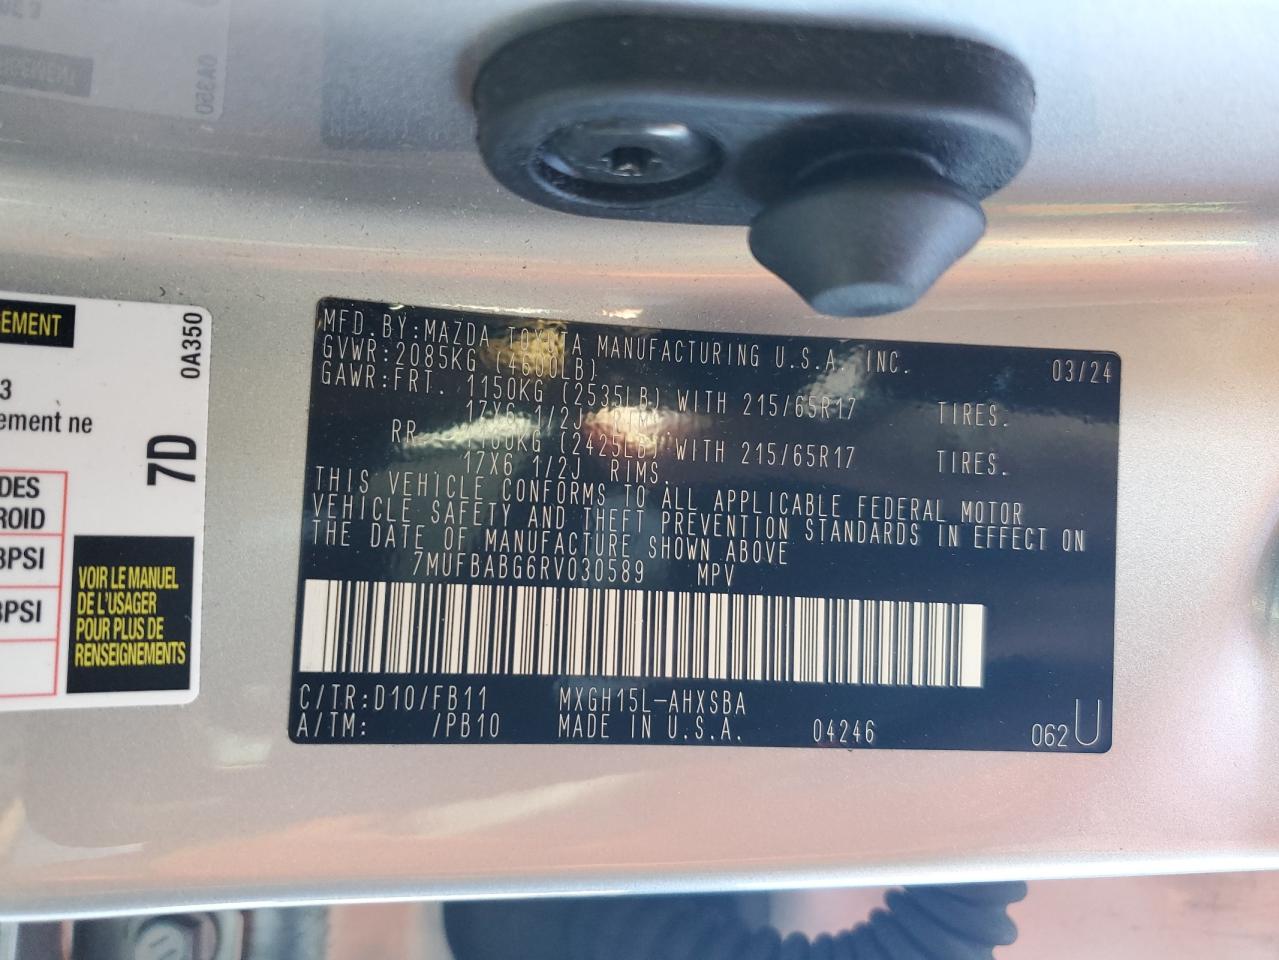 EMENT
0A350
3
ement ne
7D
DES
ROID
BPSI
BPSI
VOIR LE MANUEL
DE L'USAGER
POUR PLUS DE
RENSEIGNEMENTS
MFD.BY:MAZDA TOYOTA MANUFACTURING U.S.A. INC. 03/24
GVWR:2085KG (4600LB)
GAWR:FRT. 1150KG (2535LB) WITH 215/65R17 TIRES.
17X6 1/2J RIMS.
RR. 1100KG (2425LB) WITH 215/65R17 TIRES.
17X6 1/2J RIMS.
THIS VEHICLE CONFORMS TO ALL APPLICABLE FEDERAL MOTOR
VEHICLE SAFETY AND THEFT PREVENTION STANDARDS IN EFFECT ON
THE DATE OF MANUFACTURE SHOWN ABOVE
7MUFBABG6RV030589 MPV
C/TR:D10/FB11 MXGH15L-AHXSBA
A/TM: /PB10 MADE IN U.S.A. 04246 062U